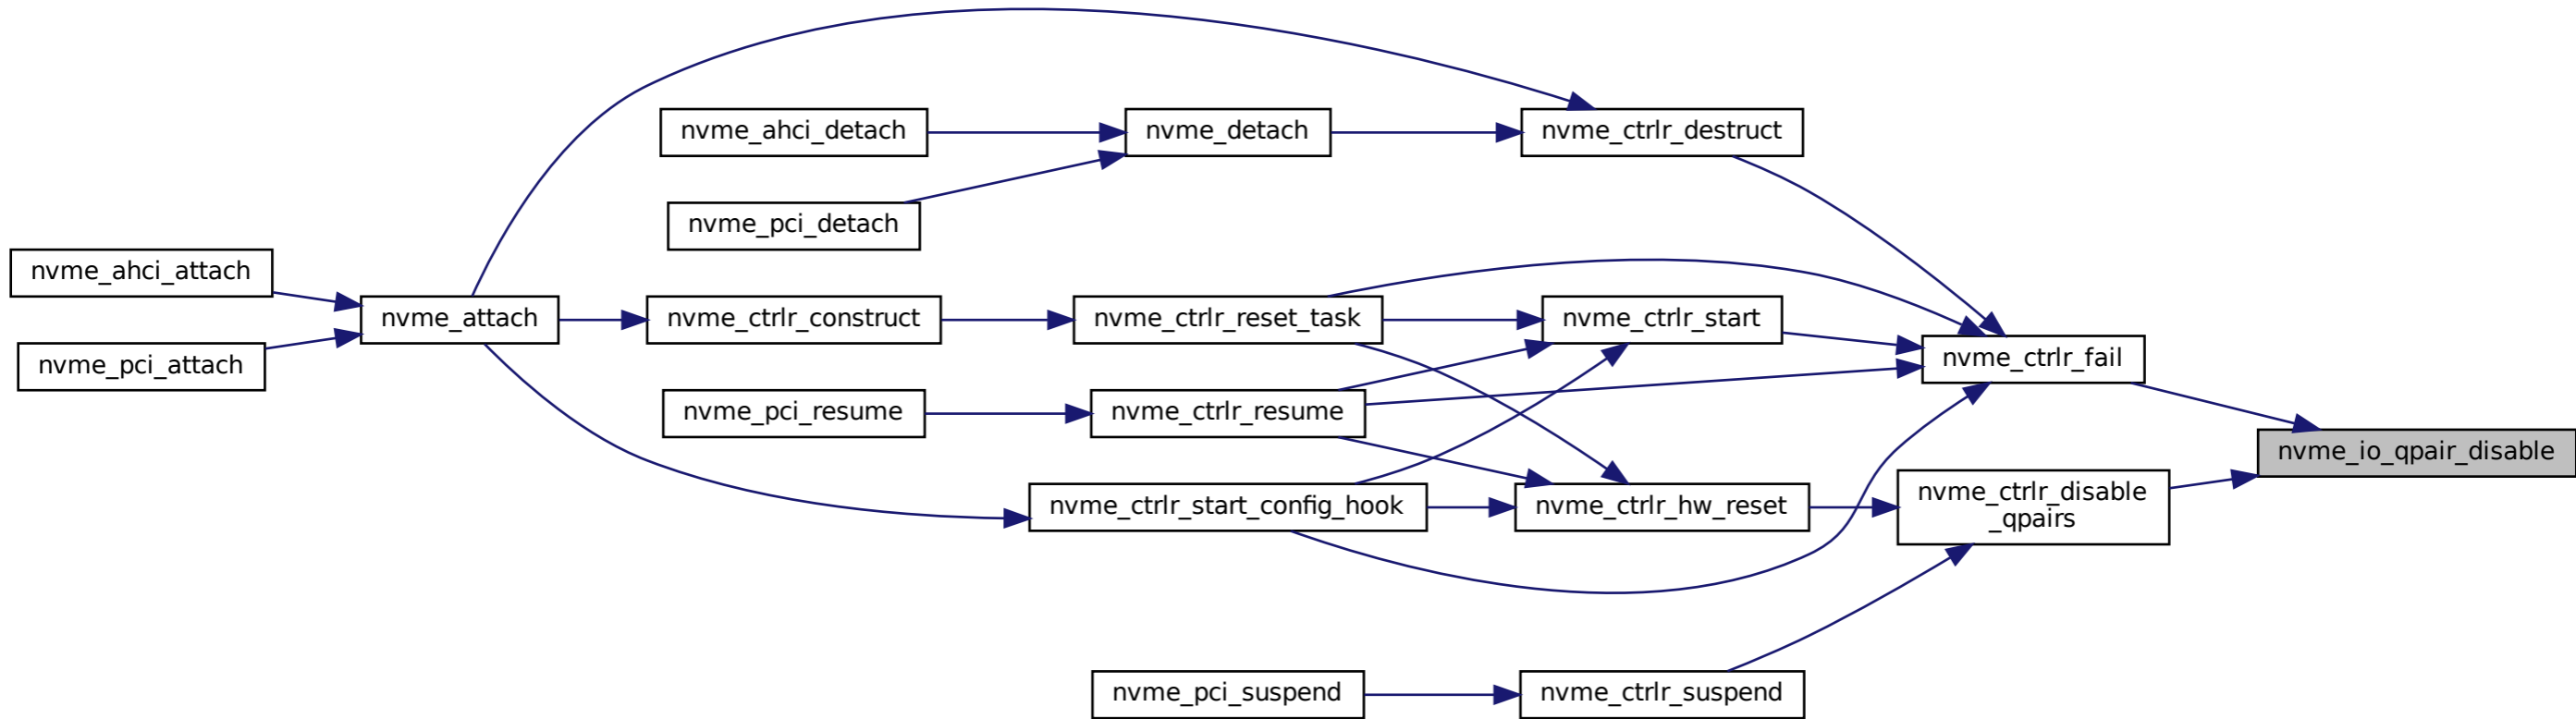 nvme_ahci_detach
nvme_detach
nvme_ctrlr_destruct
nvme_pci_detach
nvme_ahci_attach
nvme_attach
nvme_ctrlr_construct
nvme_ctrlr_reset_task
nvme_ctrlr_start
nvme_pci_attach
nvme_ctrlr_fail
nvme_pci_resume
nvme_ctrlr_resume
nvme_io_qpair_disable
nvme_ctrlr_start_config_hook
nvme_ctrlr_hw_reset
nvme_ctrlr_disable
_qpairs
nvme_pci_suspend
nvme_ctrlr_suspend